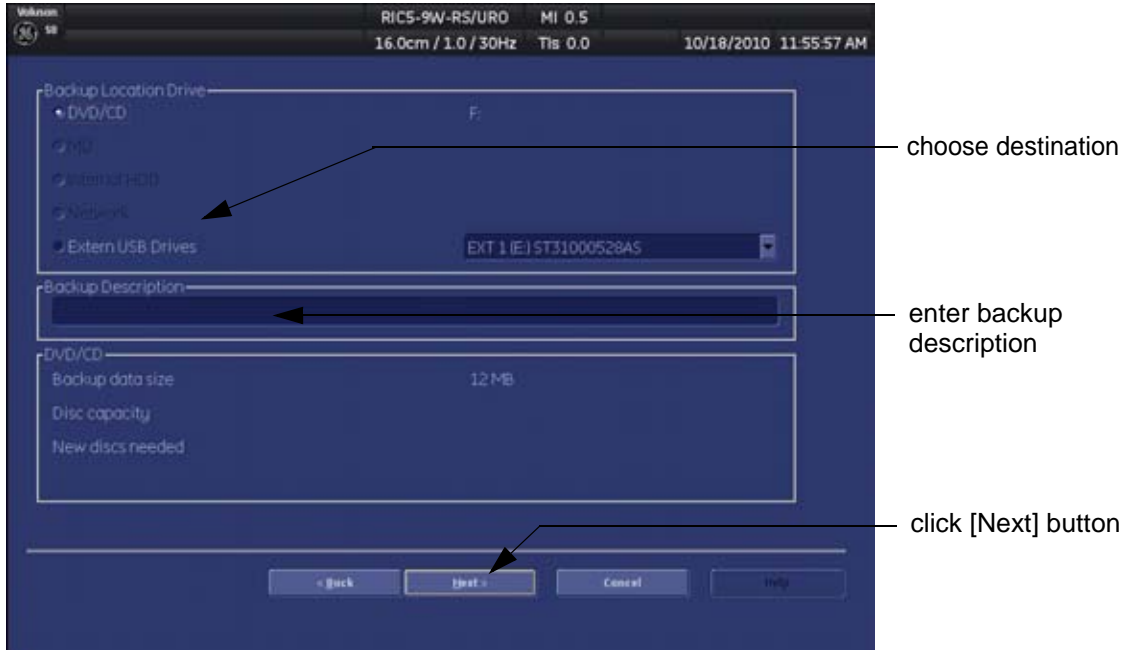 Voluson
S8
RIC5-9W-RS/URO MI 0.5
16.0cm / 1.0 / 30Hz TIs 0.0 10/18/2010 11:55:57 AM
Backup Location Drive
DVD/CD F:
MO
Internal HDD
Network
Extern USB Drives EXT 1 (E:) ST31000528AS
choose destination
Backup Description
enter backup
description
DVD/CD
Backup data size 12 MB
Disc capacity
New discs needed
click [Next] button
< Back Next > Cancel Help